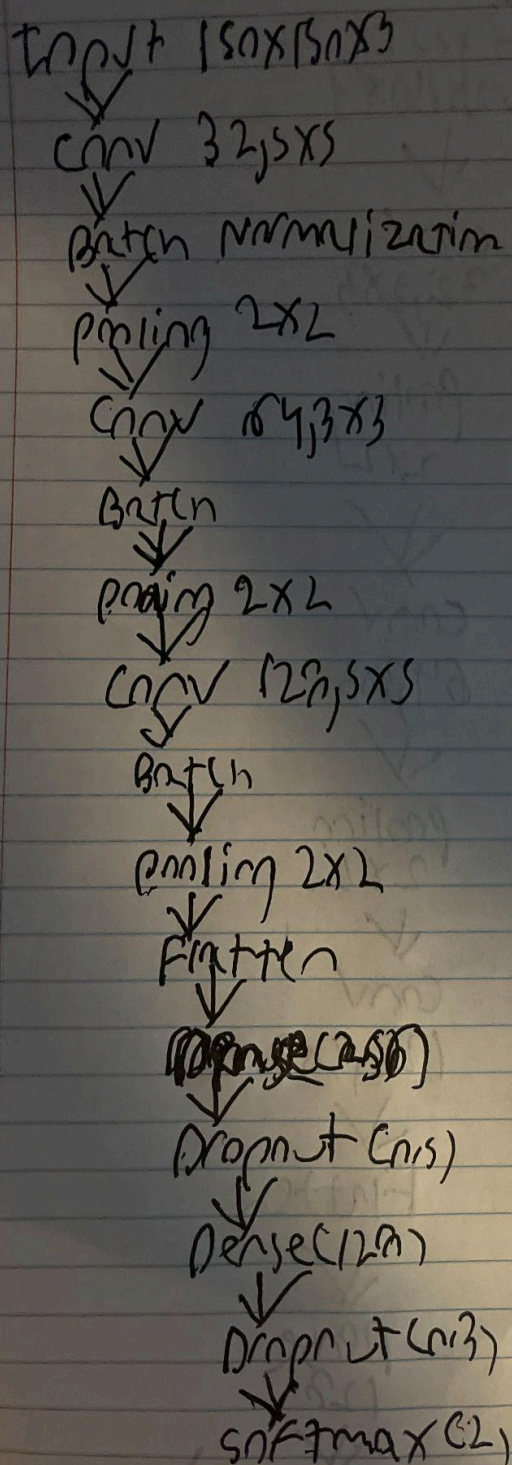 Input 150x150x3
Conv 32,5x5
Batch Normalization
pooling 2x2
Conv 64,3x3
Batch
pooling 2x2
Conv 128,5x5
Batch
pooling 2x2
Flatten
Dense(256)
Dropout (0.5)
Dense(128)
Dropout(0.3)
softmax(2)